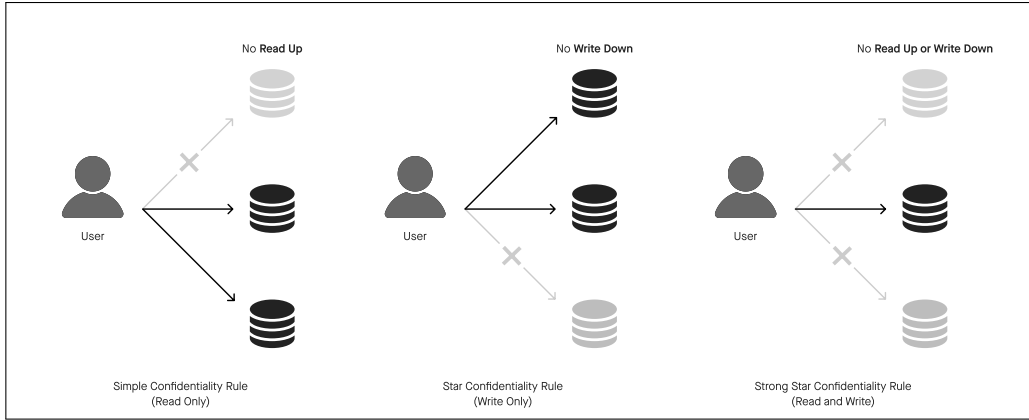 No Read Up
No Write Down
No Read Up or Write Down
User
User
User
Simple Confidentiality Rule
(Read Only)
Star Confidentiality Rule
(Write Only)
Strong Star Confidentiality Rule
(Read and Write)